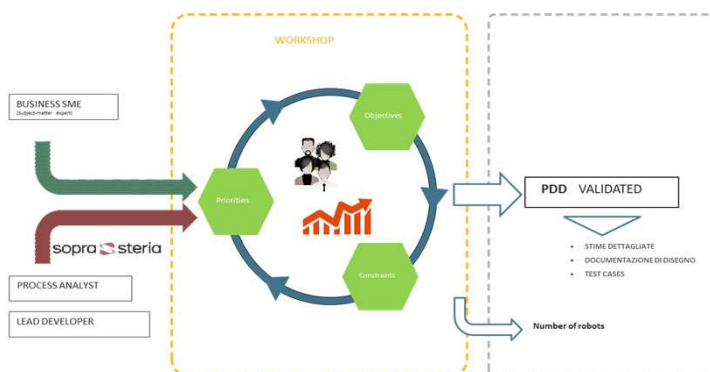 WORKSHOP
BUSINESS SME
(Subject-matter expert)
Objectives
Priorities
PDD VALIDATED
sopra steria
STIME DETTAGLIATE
DOCUMENTAZIONE DI DISEGNO
TEST CASES
Constraints
PROCESS ANALYST
LEAD DEVELOPER
Number of robots